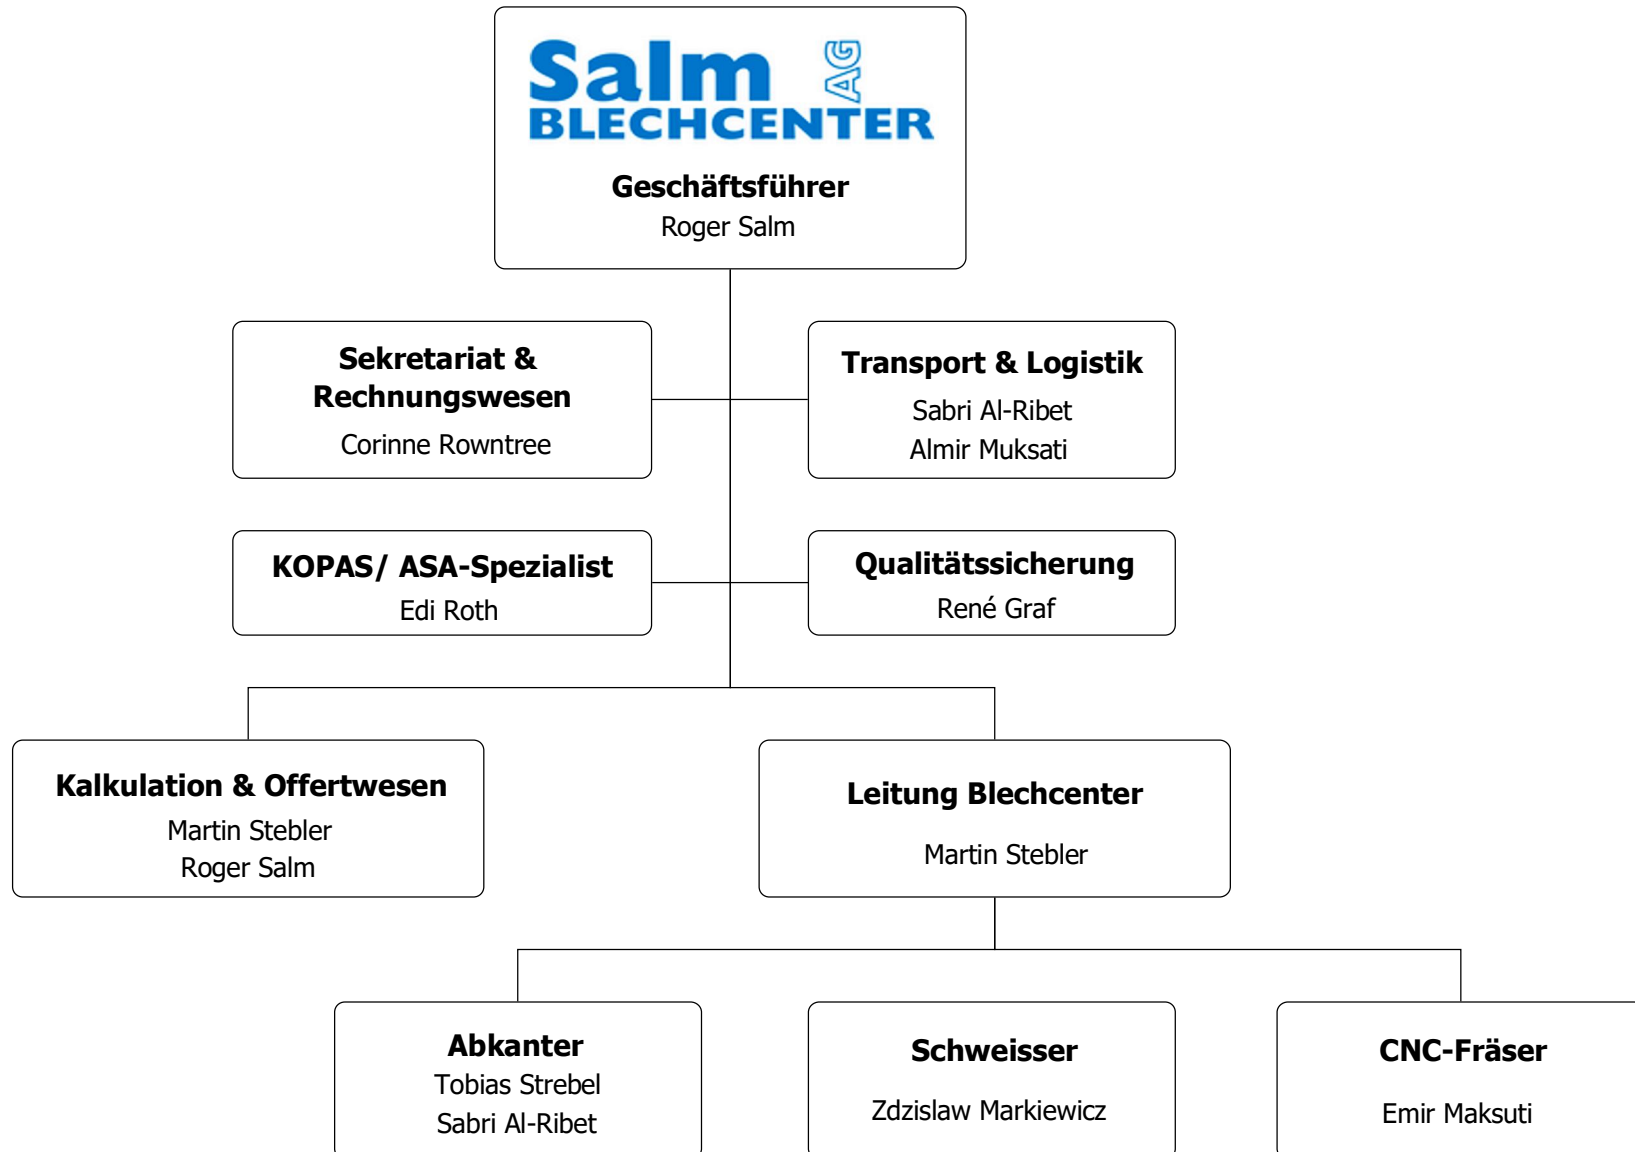 Salm AG
BLECHCENTER
Geschäftsführer
Roger Salm
Sekretariat &
Rechnungswesen
Corinne Rowntree
Transport & Logistik
Sabri Al-Ribet
Almir Muksati
KOPAS/ ASA-Spezialist
Edi Roth
Qualitätssicherung
René Graf
Kalkulation & Offertwesen
Martin Stebler
Roger Salm
Leitung Blechcenter
Martin Stebler
Abkanter
Tobias Strebel
Sabri Al-Ribet
Schweisser
Zdzislaw Markiewicz
CNC-Fräser
Emir Maksuti